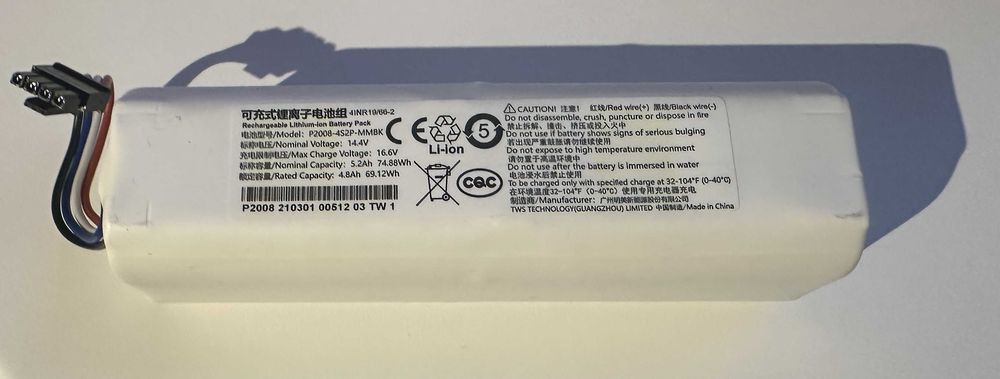 可充式锂离子电池组 4INR19/66-2
Rechargeable Lithium-ion Battery Pack
电池型号/Model: P2008-4S2P-MMBK
标称电压/Nominal Voltage: 14.4V
充电限制电压/Max Charge Voltage: 16.6V
标称容量/Nominal Capacity: 5.2Ah 74.88Wh
额定容量/Rated Capacity: 4.8Ah 69.12Wh
P2008 210301 00512 03 TW 1
CE
Li-ion
5
CQC
CAUTION! 注意! 红线/Red wire(+) 黑线/Black wire(-)
Do not disassemble, crush, puncture or dispose in fire
禁止拆解、撞击、挤压或投入火中
Do not use if battery shows signs of serious bulging
若出现严重鼓胀请勿继续使用
Do not expose to high temperature environment
请勿置于高温环境中
Do not use after the battery is immersed in water
电池浸水后禁止使用
To be charged only with specified charge at 32-104°F (0-40℃)
在环境温度32-104°F (0-40℃) 使用专用充电器充电
制造商/Manufacturer: 广州明美新能源股份有限公司
TWS TECHNOLOGY(GUANGZHOU) LIMITED 中国制造/Made in China